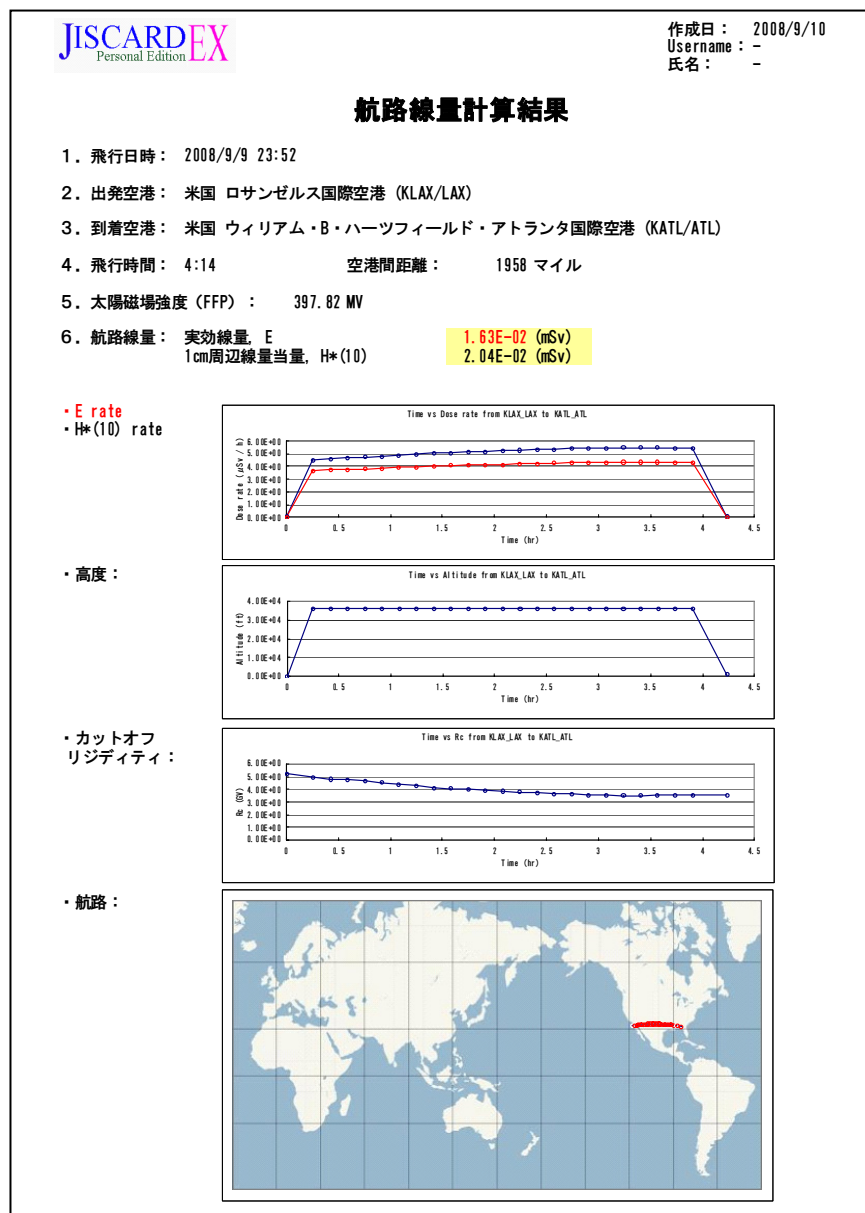 JISCARD EX
Personal Edition
作成日： 2008/9/10
Username： -
氏名： -
航路線量計算結果
1. 飛行日時： 2008/9/9 23:52
2. 出発空港： 米国 ロサンゼルス国際空港 (KLAX/LAX)
3. 到着空港： 米国 ウィリアム・B・ハーツフィールド・アトランタ国際空港 (KATL/ATL)
4. 飛行時間： 4:14 空港間距離： 1958 マイル
5. 太陽磁場強度 (FFP)： 397.82 MV
6. 航路線量： 実効線量, E 1.63E-02 (mSv)
1cm周辺線量当量, H*(10) 2.04E-02 (mSv)
・E rate
・H*(10) rate
Time vs Dose rate from KLAX_LAX to KATL_ATL
Dose rate (μSv / h)
6.00E+00
5.00E+00
4.00E+00
3.00E+00
2.00E+00
1.00E+00
0.00E+00
0 0.5 1 1.5 2 2.5 3 3.5 4 4.5
Time (hr)
・高度：
Time vs Altitude from KLAX_LAX to KATL_ATL
Altitude (ft)
4.00E+04
3.00E+04
2.00E+04
1.00E+04
0.00E+00
0 0.5 1 1.5 2 2.5 3 3.5 4 4.5
Time (hr)
・カットオフ
リジディティ：
Time vs Rc from KLAX_LAX to KATL_ATL
Rc (GV)
6.00E+00
5.00E+00
4.00E+00
3.00E+00
2.00E+00
1.00E+00
0.00E+00
0 0.5 1 1.5 2 2.5 3 3.5 4 4.5
Time (hr)
・航路：